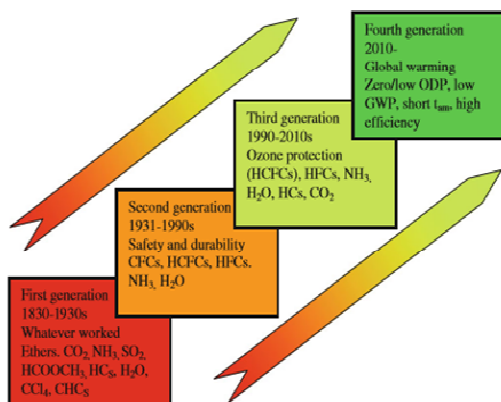 Fourth generation
2010-
Global warming
Zero/low ODP, low
GWP, short tₐₘ, high
efficiency
Third generation
1990-2010s
Ozone protection
(HCFCs), HFCs, NH₃,
H₂O, HCs, CO₂
Second generation
1931-1990s
Safety and durability
CFCs, HCFCs, HFCs.
NH₃, H₂O
First generation
1830-1930s
Whatever worked
Ethers. CO₂, NH₃, SO₂,
HCOOCH₃, HCₛ, H₂O,
CCl₄, CHCₛ